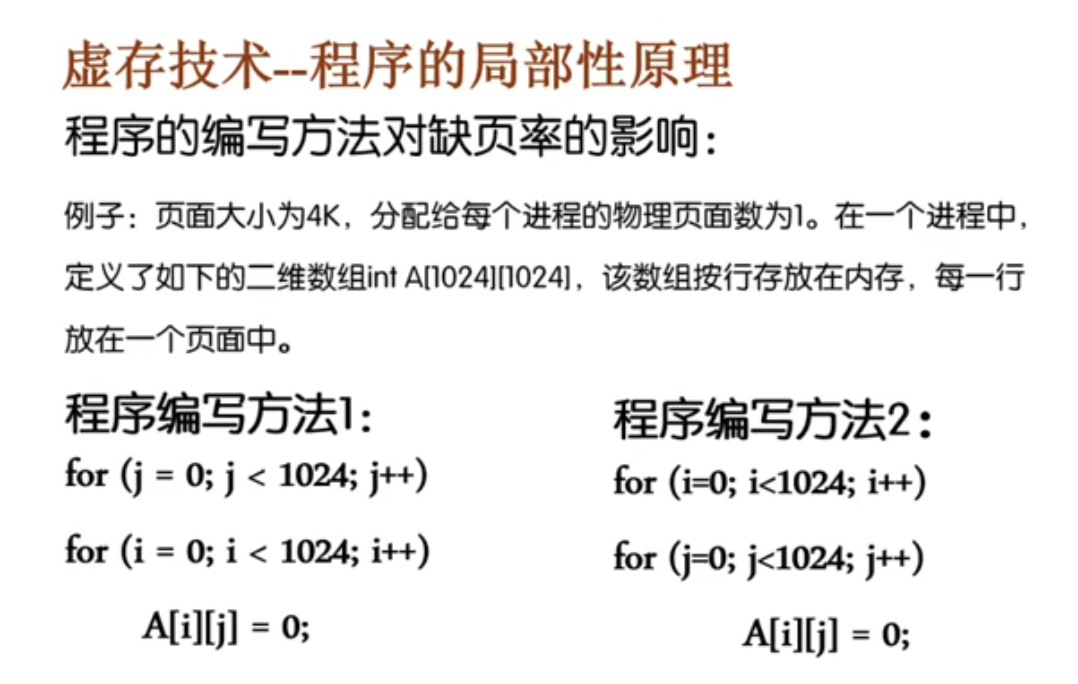 虚存技术--程序的局部性原理
程序的编写方法对缺页率的影响：
例子：页面大小为4K，分配给每个进程的物理页面数为1。在一个进程中，
定义了如下的二维数组int A[1024][1024]，该数组按行存放在内存，每一行
放在一个页面中。
程序编写方法1：
for (j = 0; j < 1024; j++)
for (i = 0; i < 1024; i++)
A[i][j] = 0;
程序编写方法2：
for (i=0; i<1024; i++)
for (j=0; j<1024; j++)
A[i][j] = 0;